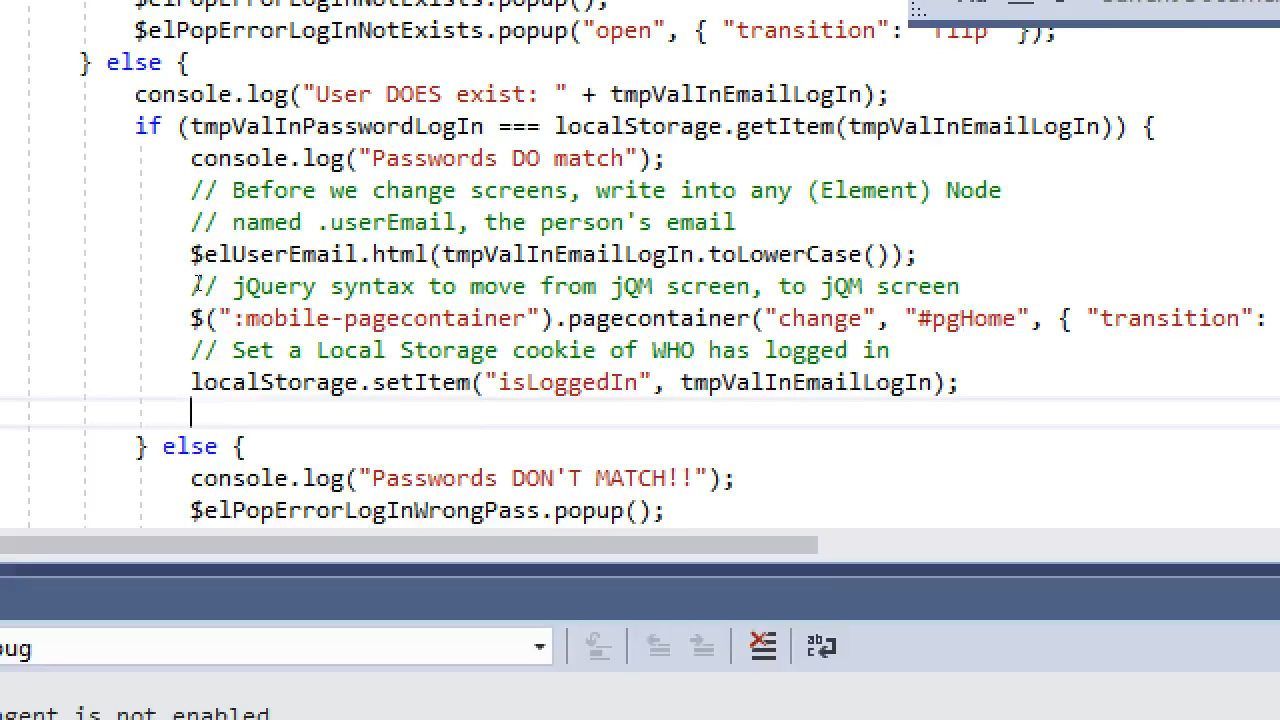 $elPopErrorLogInNotExists.popup();
$elPopErrorLogInNotExists.popup("open", { "transition": "flip" });
} else {
console.log("User DOES exist: " + tmpValInEmailLogIn);
if (tmpValInPasswordLogIn === localStorage.getItem(tmpValInEmailLogIn)) {
console.log("Passwords DO match");
// Before we change screens, write into any (Element) Node
// named .userEmail, the person's email
$elUserEmail.html(tmpValInEmailLogIn.toLowerCase());
// jQuery syntax to move from jQM screen, to jQM screen
$(":mobile-pagecontainer").pagecontainer("change", "#pgHome", { "transition":
// Set a Local Storage cookie of WHO has logged in
localStorage.setItem("isLoggedIn", tmpValInEmailLogIn);
} else {
console.log("Passwords DON'T MATCH!!");
$elPopErrorLogInWrongPass.popup();
bug
agent is not enabled